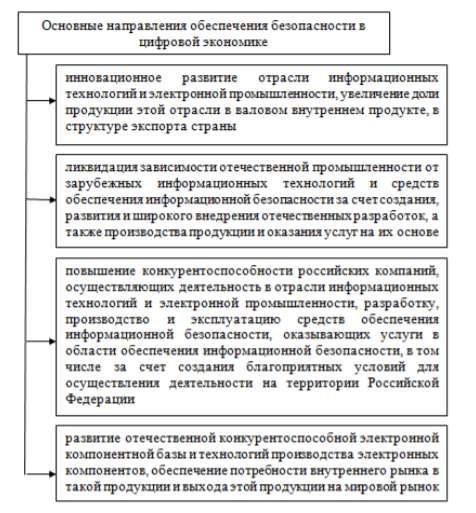 Основные направления обеспечения безопасности в
цифровой экономике
инновационное развитие отрасли информационных
технологий и электронной промышленности, увеличение доли
продукции этой отрасли в валовом внутреннем продукте, в
структуре экспорта страны
ликвидация зависимости отечественной промышленности от
зарубежных информационных технологий и средств
обеспечения информационной безопасности за счет создания,
развития и широкого внедрения отечественных разработок, а
также производства продукции и оказания услуг на их основе
повышение конкурентоспособности российских компаний,
осуществляющих деятельность в отрасли информационных
технологий и электронной промышленности, разработку,
производство и эксплуатацию средств обеспечения
информационной безопасности, оказывающих услуги в
области обеспечения информационной безопасности, в том
числе за счет создания благоприятных условий для
осуществления деятельности на территории Российской
Федерации
развитие отечественной конкурентоспособной электронной
компонентной базы и технологий производства электронных
компонентов, обеспечение потребности внутреннего рынка в
такой продукции и выхода этой продукции на мировой рынок